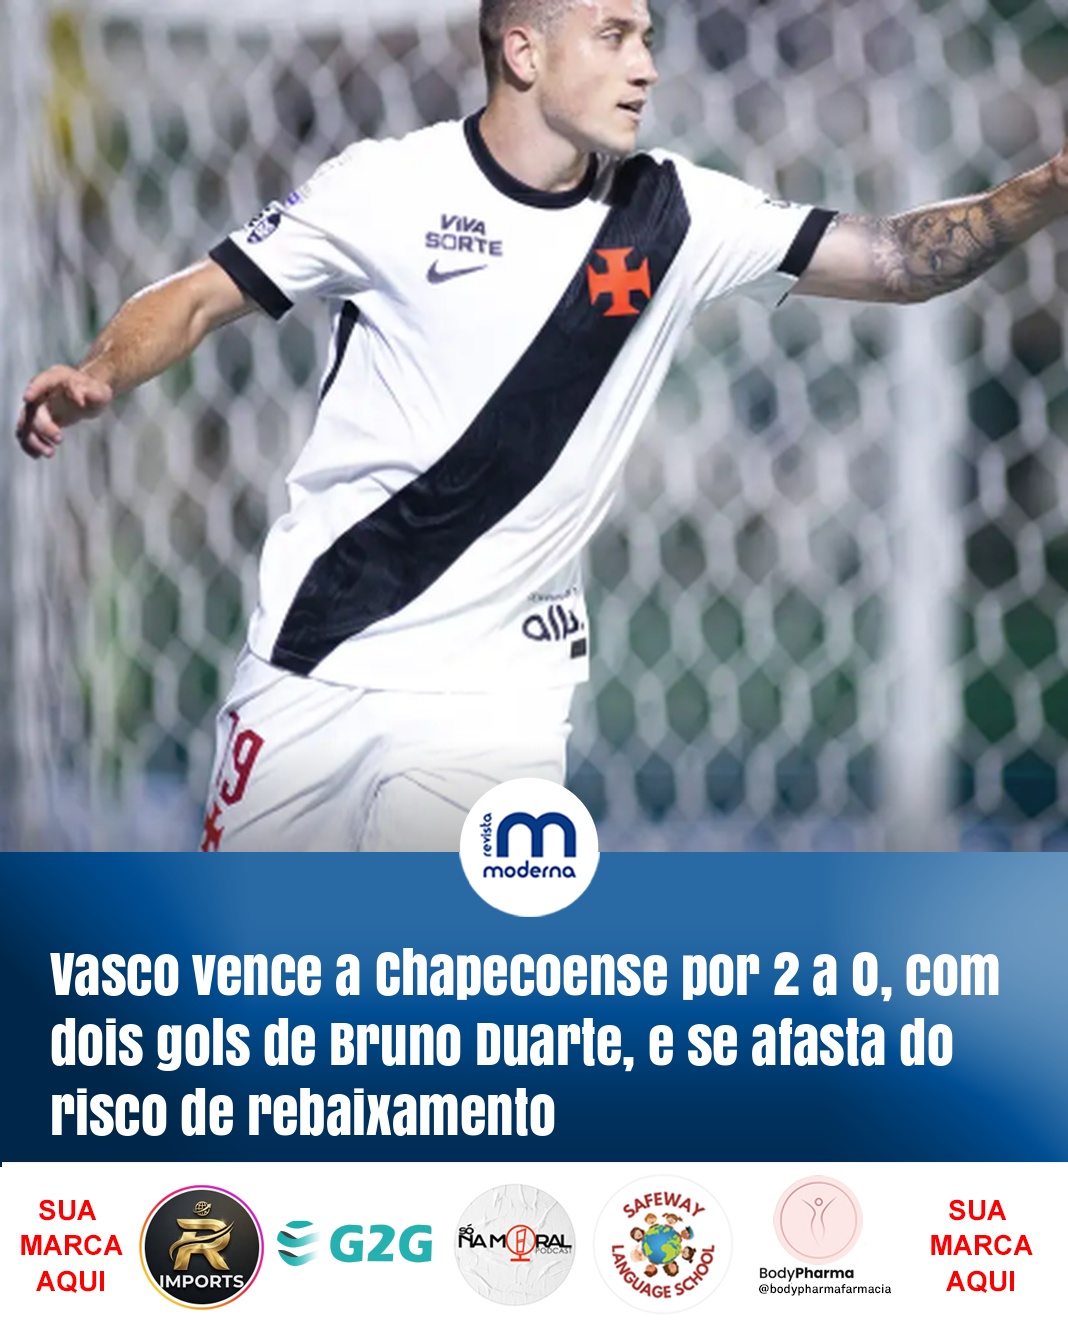 VIVA
SORTE
19
revista
m
moderna
Vasco vence a Chapecoense por 2 a 0, com
dois gols de Bruno Duarte, e se afasta do
risco de rebaixamento
SUA
MARCA
AQUI
R
IMPORTS
G2G
SÓ
NA MORAL
PODCAST
SAFEWAY
LANGUAGE SCHOOL
BodyPharma
@bodypharmafarmacia
SUA
MARCA
AQUI